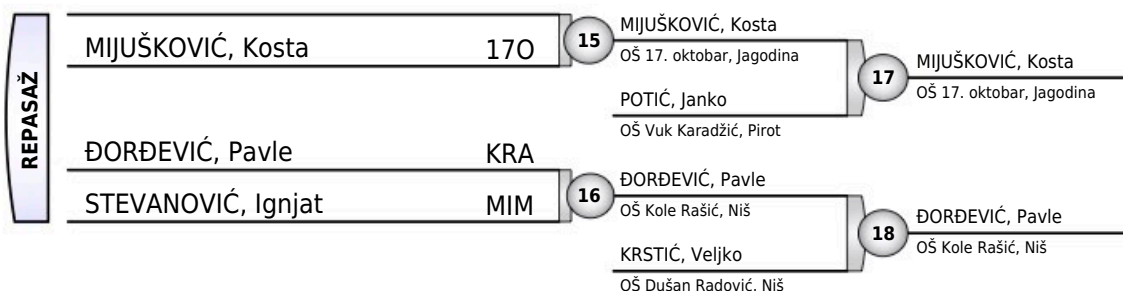 REPASAŽ
MIJUŠKOVIĆ, Kosta 17O
ĐORĐEVIĆ, Pavle KRA
STEVANOVIĆ, Ignjat MIM
15
MIJUŠKOVIĆ, Kosta
OŠ 17. oktobar, Jagodina
POTIĆ, Janko
OŠ Vuk Karadžić, Pirot
16
ĐORĐEVIĆ, Pavle
OŠ Kole Rašić, Niš
KRSTIĆ, Veljko
OŠ Dušan Radović, Niš
17
MIJUŠKOVIĆ, Kosta
OŠ 17. oktobar, Jagodina
18
ĐORĐEVIĆ, Pavle
OŠ Kole Rašić, Niš